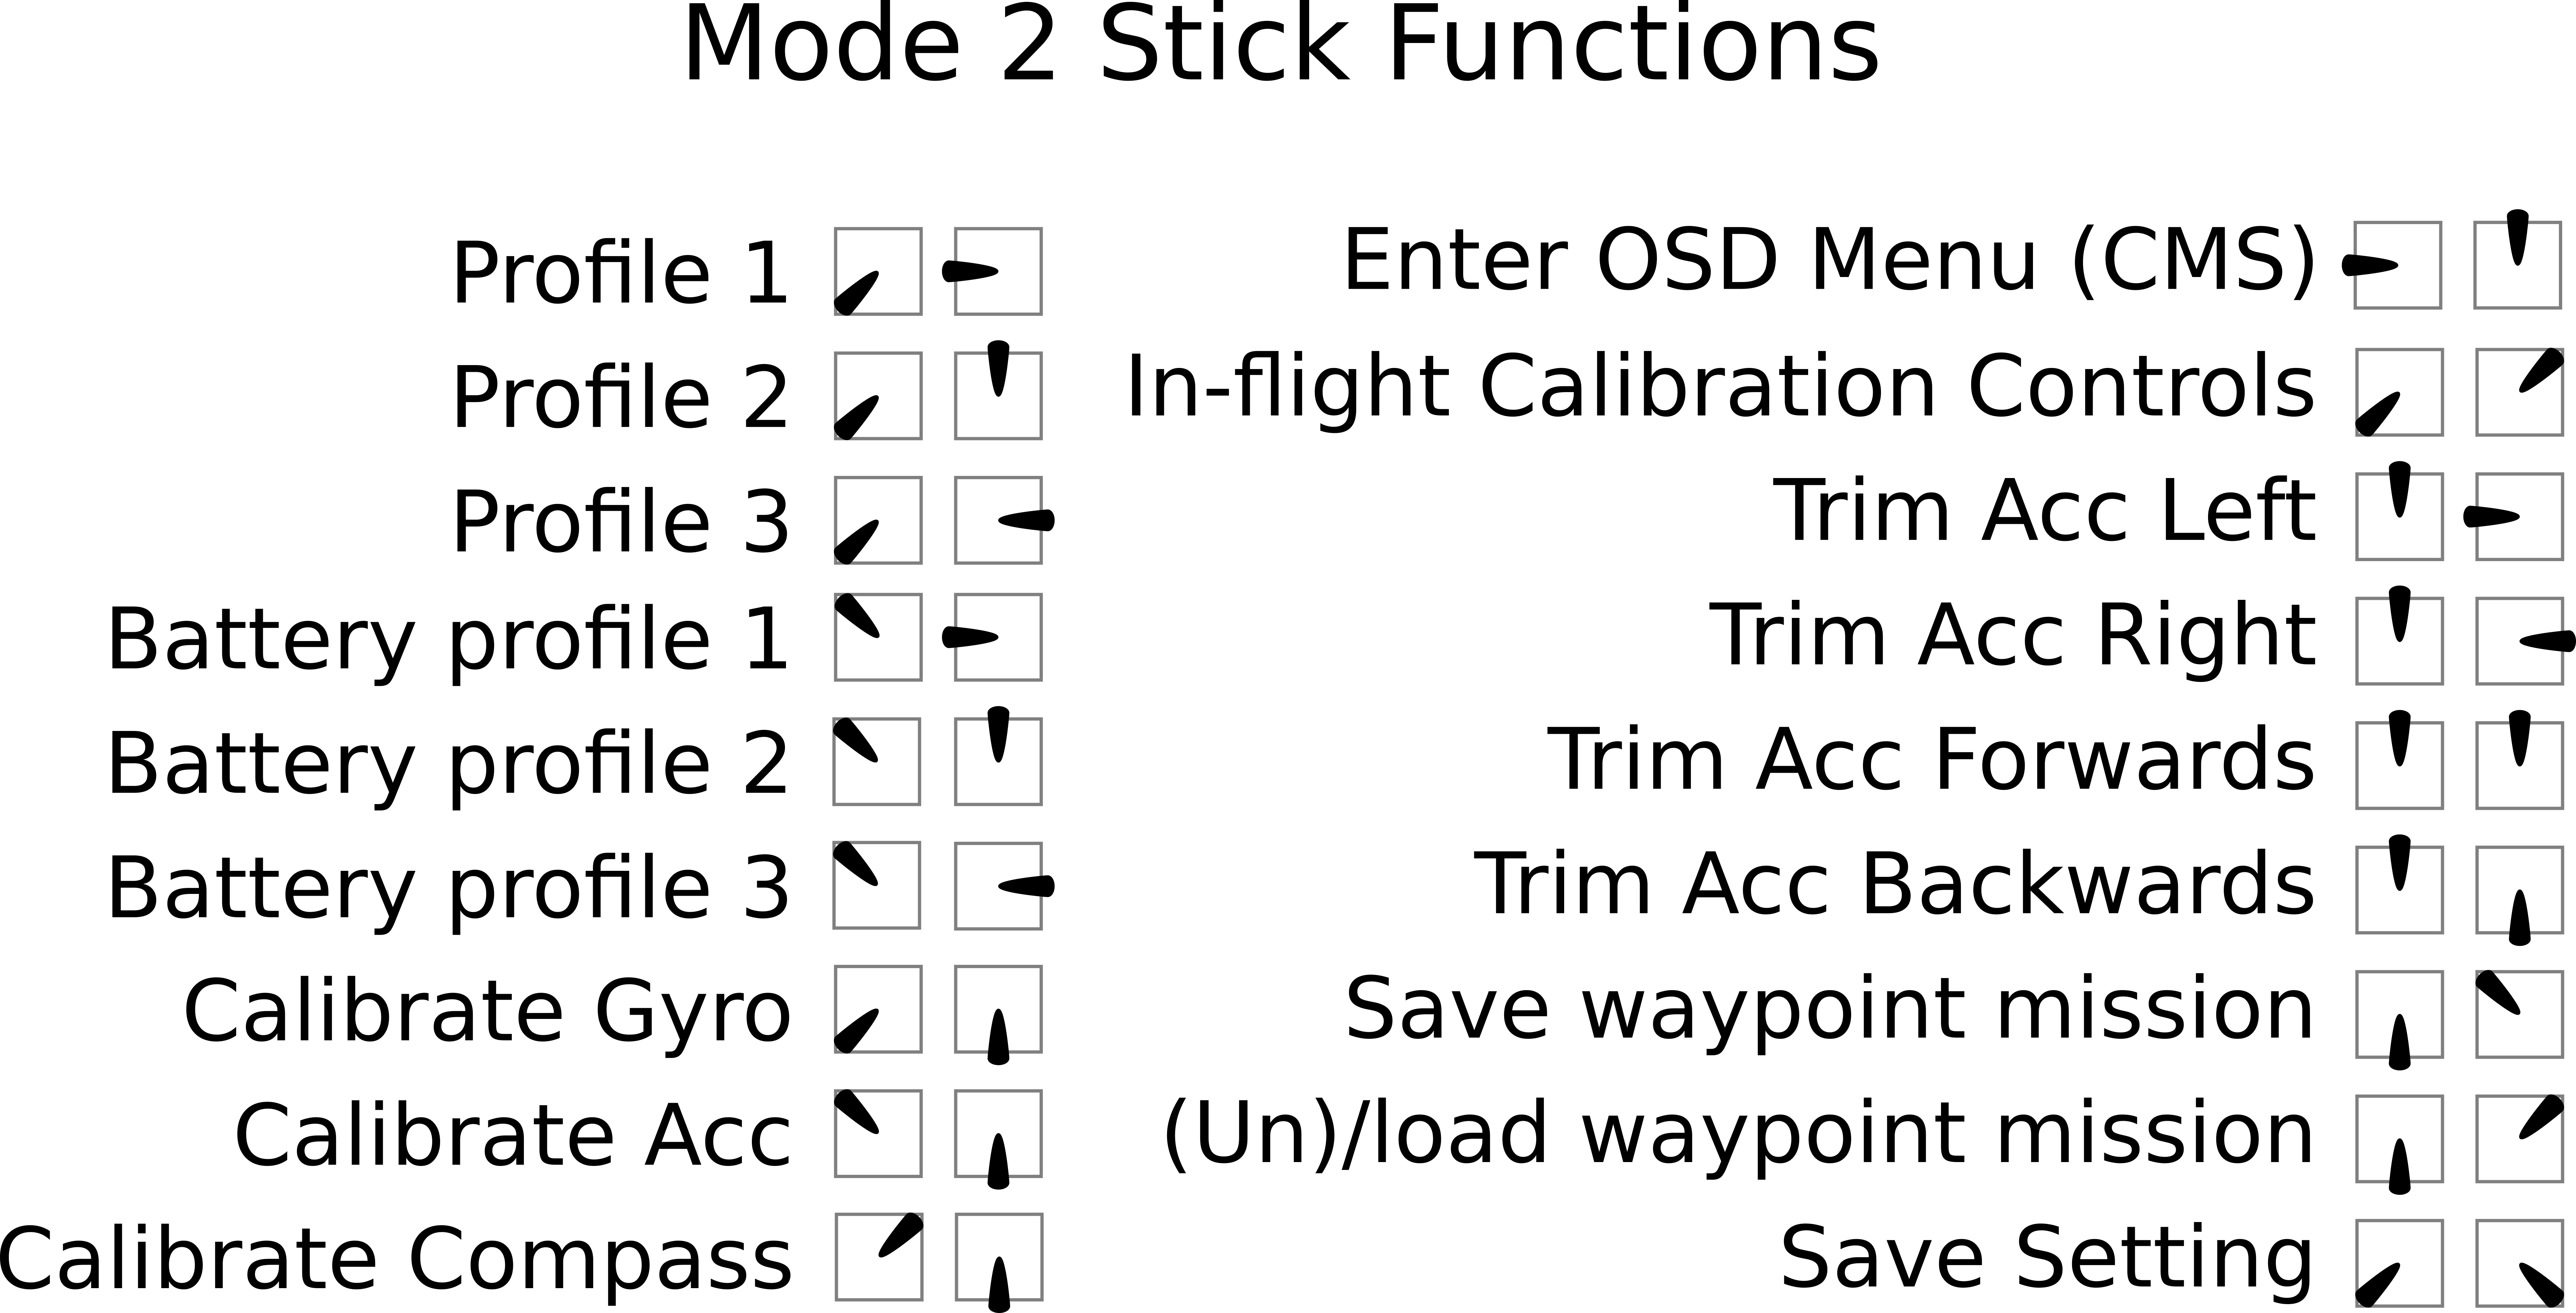 Mode 2 Stick Functions
Profile 1
Profile 2
Profile 3
Battery profile 1
Battery profile 2
Battery profile 3
Calibrate Gyro
Calibrate Acc
Calibrate Compass
Enter OSD Menu (CMS)
In-flight Calibration Controls
Trim Acc Left
Trim Acc Right
Trim Acc Forwards
Trim Acc Backwards
Save waypoint mission
(Un)/load waypoint mission
Save Setting